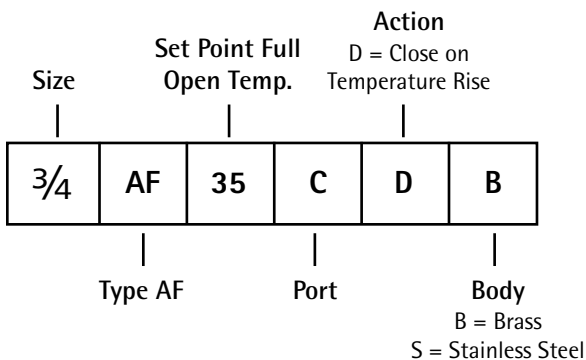 Action
D = Close on
Temperature Rise
Set Point Full
Open Temp.
Size
¾ AF 35 C D B
Type AF
Port
Body
B = Brass
S = Stainless Steel